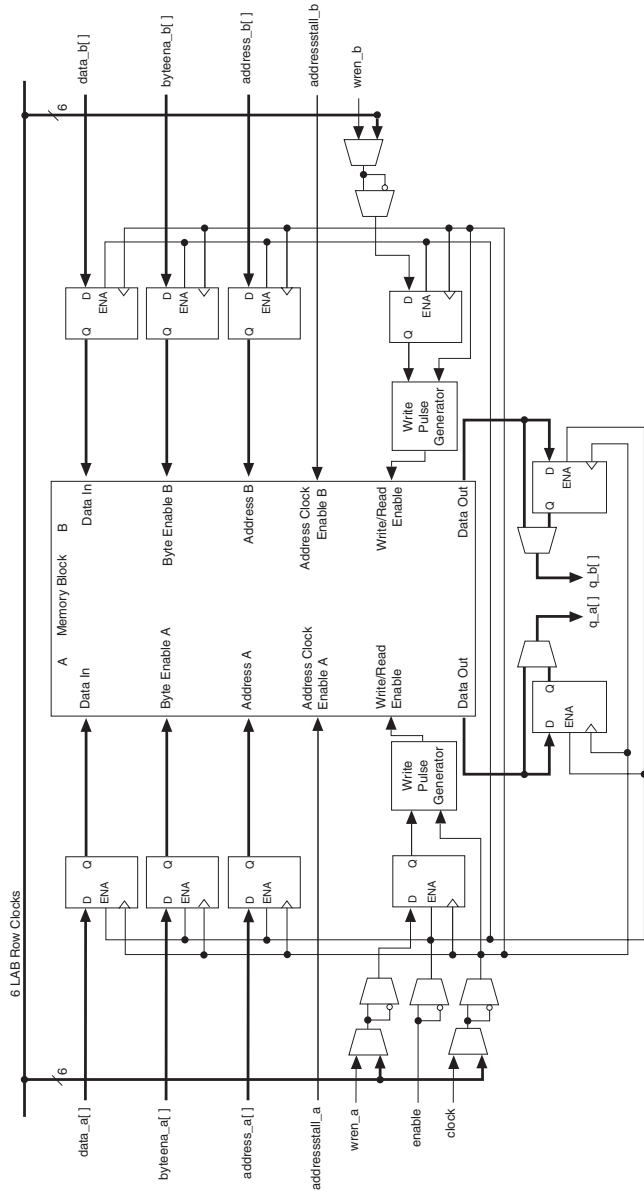 6 LAB Row Clocks
6
6
data_a[ ]
byteena_a[ ]
address_a[ ]
addressstall_a
wren_a
enable
clock
D
ENA
Q
D
ENA
Q
D
ENA
Q
D
ENA
Q
Write
Pulse
Generator
A
Memory Block
B
Data In
Byte Enable A
Address A
Address Clock
Enable A
Write/Read
Enable
Data Out
Data In
Byte Enable B
Address B
Address Clock
Enable B
Write/Read
Enable
Data Out
Write
Pulse
Generator
Q
D
ENA
Q
D
ENA
Q
D
ENA
Q
D
ENA
data_b[ ]
byteena_b[ ]
address_b[ ]
addressstall_b
wren_b
D
ENA
Q
q_a[ ]
q_b[ ]
D
ENA
Q